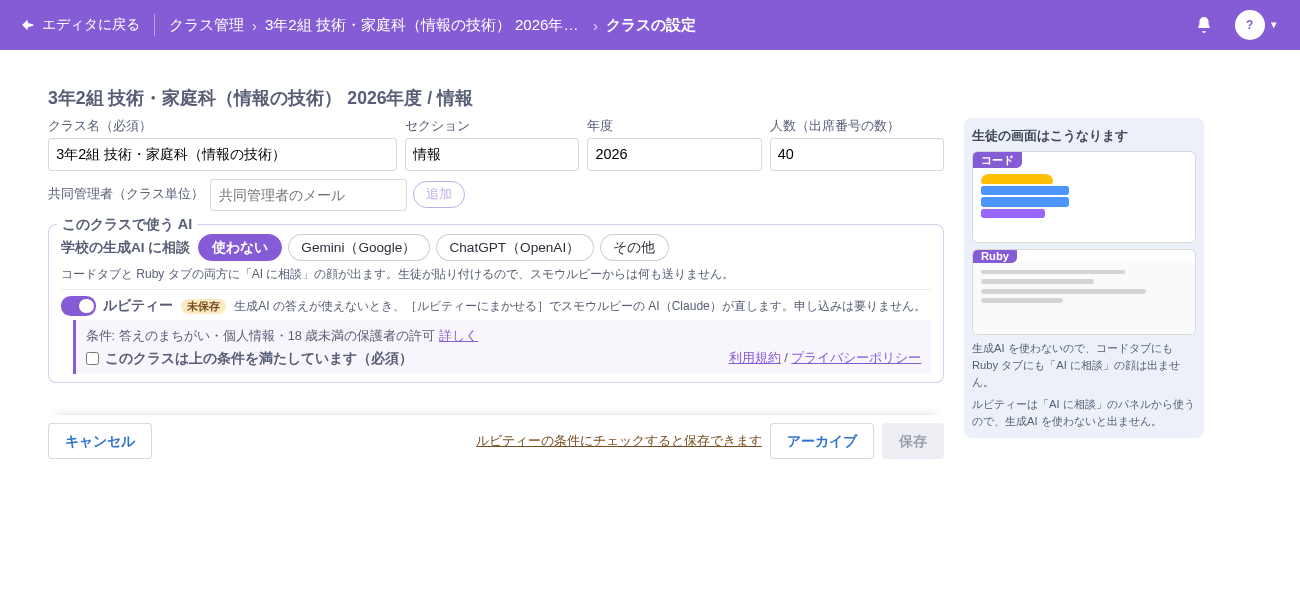 エディタに戻る
クラス管理 › 3年2組 技術・家庭科（情報の技術） 2026年… › クラスの設定
?
3年2組 技術・家庭科（情報の技術） 2026年度 / 情報
クラス名（必須） セクション 年度 人数（出席番号の数）
3年2組 技術・家庭科（情報の技術） 情報 2026 40
共同管理者（クラス単位） 共同管理者のメール 追加
このクラスで使う AI
学校の生成AI に相談 使わない Gemini（Google） ChatGPT（OpenAI） その他
コードタブと Ruby タブの両方に「AI に相談」の顔が出ます。生徒が貼り付けるので、スモウルビーからは何も送りません。
ルビティー 未保存 生成AI の答えが使えないとき、［ルビティーにまかせる］でスモウルビーの AI（Claude）が直します。申し込みは要りません。
条件: 答えのまちがい・個人情報・18 歳未満の保護者の許可 詳しく
このクラスは上の条件を満たしています（必須） 利用規約 / プライバシーポリシー
キャンセル ルビティーの条件にチェックすると保存できます アーカイブ 保存
生徒の画面はこうなります
コード
Ruby
生成AI を使わないので、コードタブにも
Ruby タブにも「AI に相談」の顔は出ませ
ん。
ルビティーは「AI に相談」のパネルから使う
ので、生成AI を使わないと出ません。